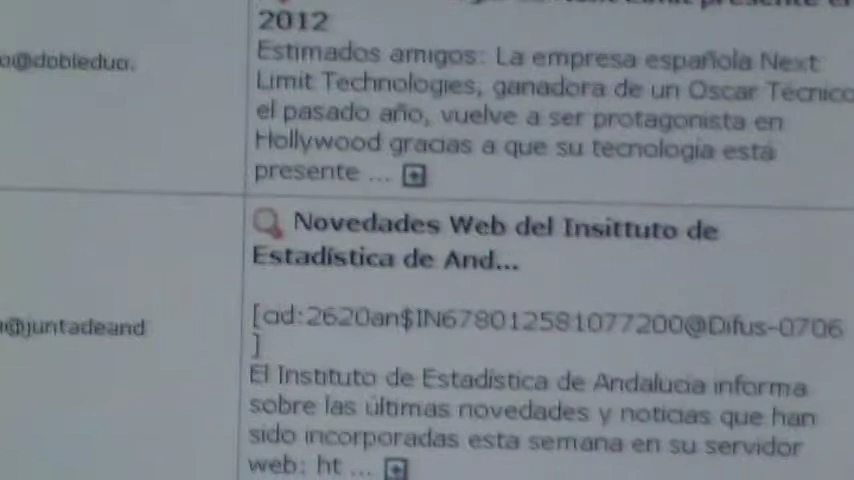 2012
o@dobleduo.
Estimados amigos: La empresa española Next
Limit Technologies, ganadora de un Oscar Técnico
el pasado año, vuelve a ser protagonista en
Hollywood gracias a que su tecnología está
presente ...
Novedades Web del Insittuto de
Estadística de And...
@juntadeand
[cid:2620an$IN678012581077200@Difus-0706
]
El Instituto de Estadística de Andalucía informa
sobre las últimas novedades y noticias que han
sido incorporadas esta semana en su servidor
web: ht ...